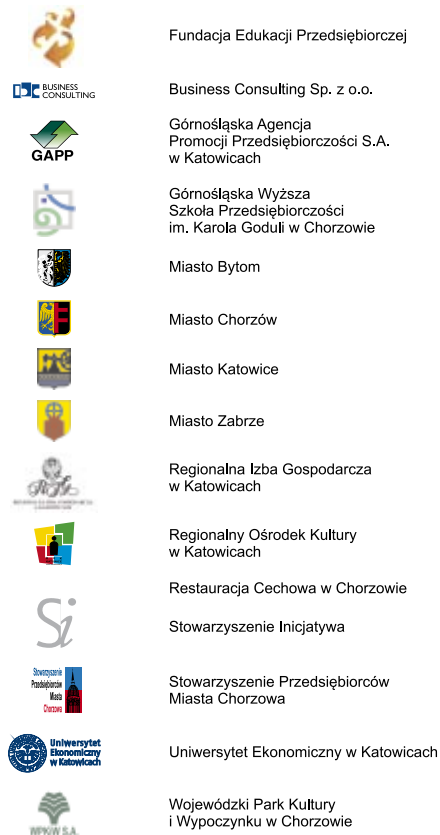 Fundacja Edukacji Przedsiębiorczej
BUSINESS
CONSULTING
Business Consulting Sp. z o.o.
GAPP
Górnośląska Agencja
Promocji Przedsiębiorczości S.A.
w Katowicach
Górnośląska Wyższa
Szkoła Przedsiębiorczości
im. Karola Goduli w Chorzowie
Miasto Bytom
Miasto Chorzów
Miasto Katowice
Miasto Zabrze
Regionalna Izba Gospodarcza
w Katowicach
Regionalny Ośrodek Kultury
w Katowicach
Restauracja Cechowa w Chorzowie
Si
Stowarzyszenie Inicjatywa
Stowarzyszenie
Przedsiębiorców
Miasta
Chorzowa
Stowarzyszenie Przedsiębiorców
Miasta Chorzowa
Uniwersytet
Ekonomiczny
w Katowicach
Uniwersytet Ekonomiczny w Katowicach
WPKiW S.A.
Wojewódzki Park Kultury
i Wypoczynku w Chorzowie